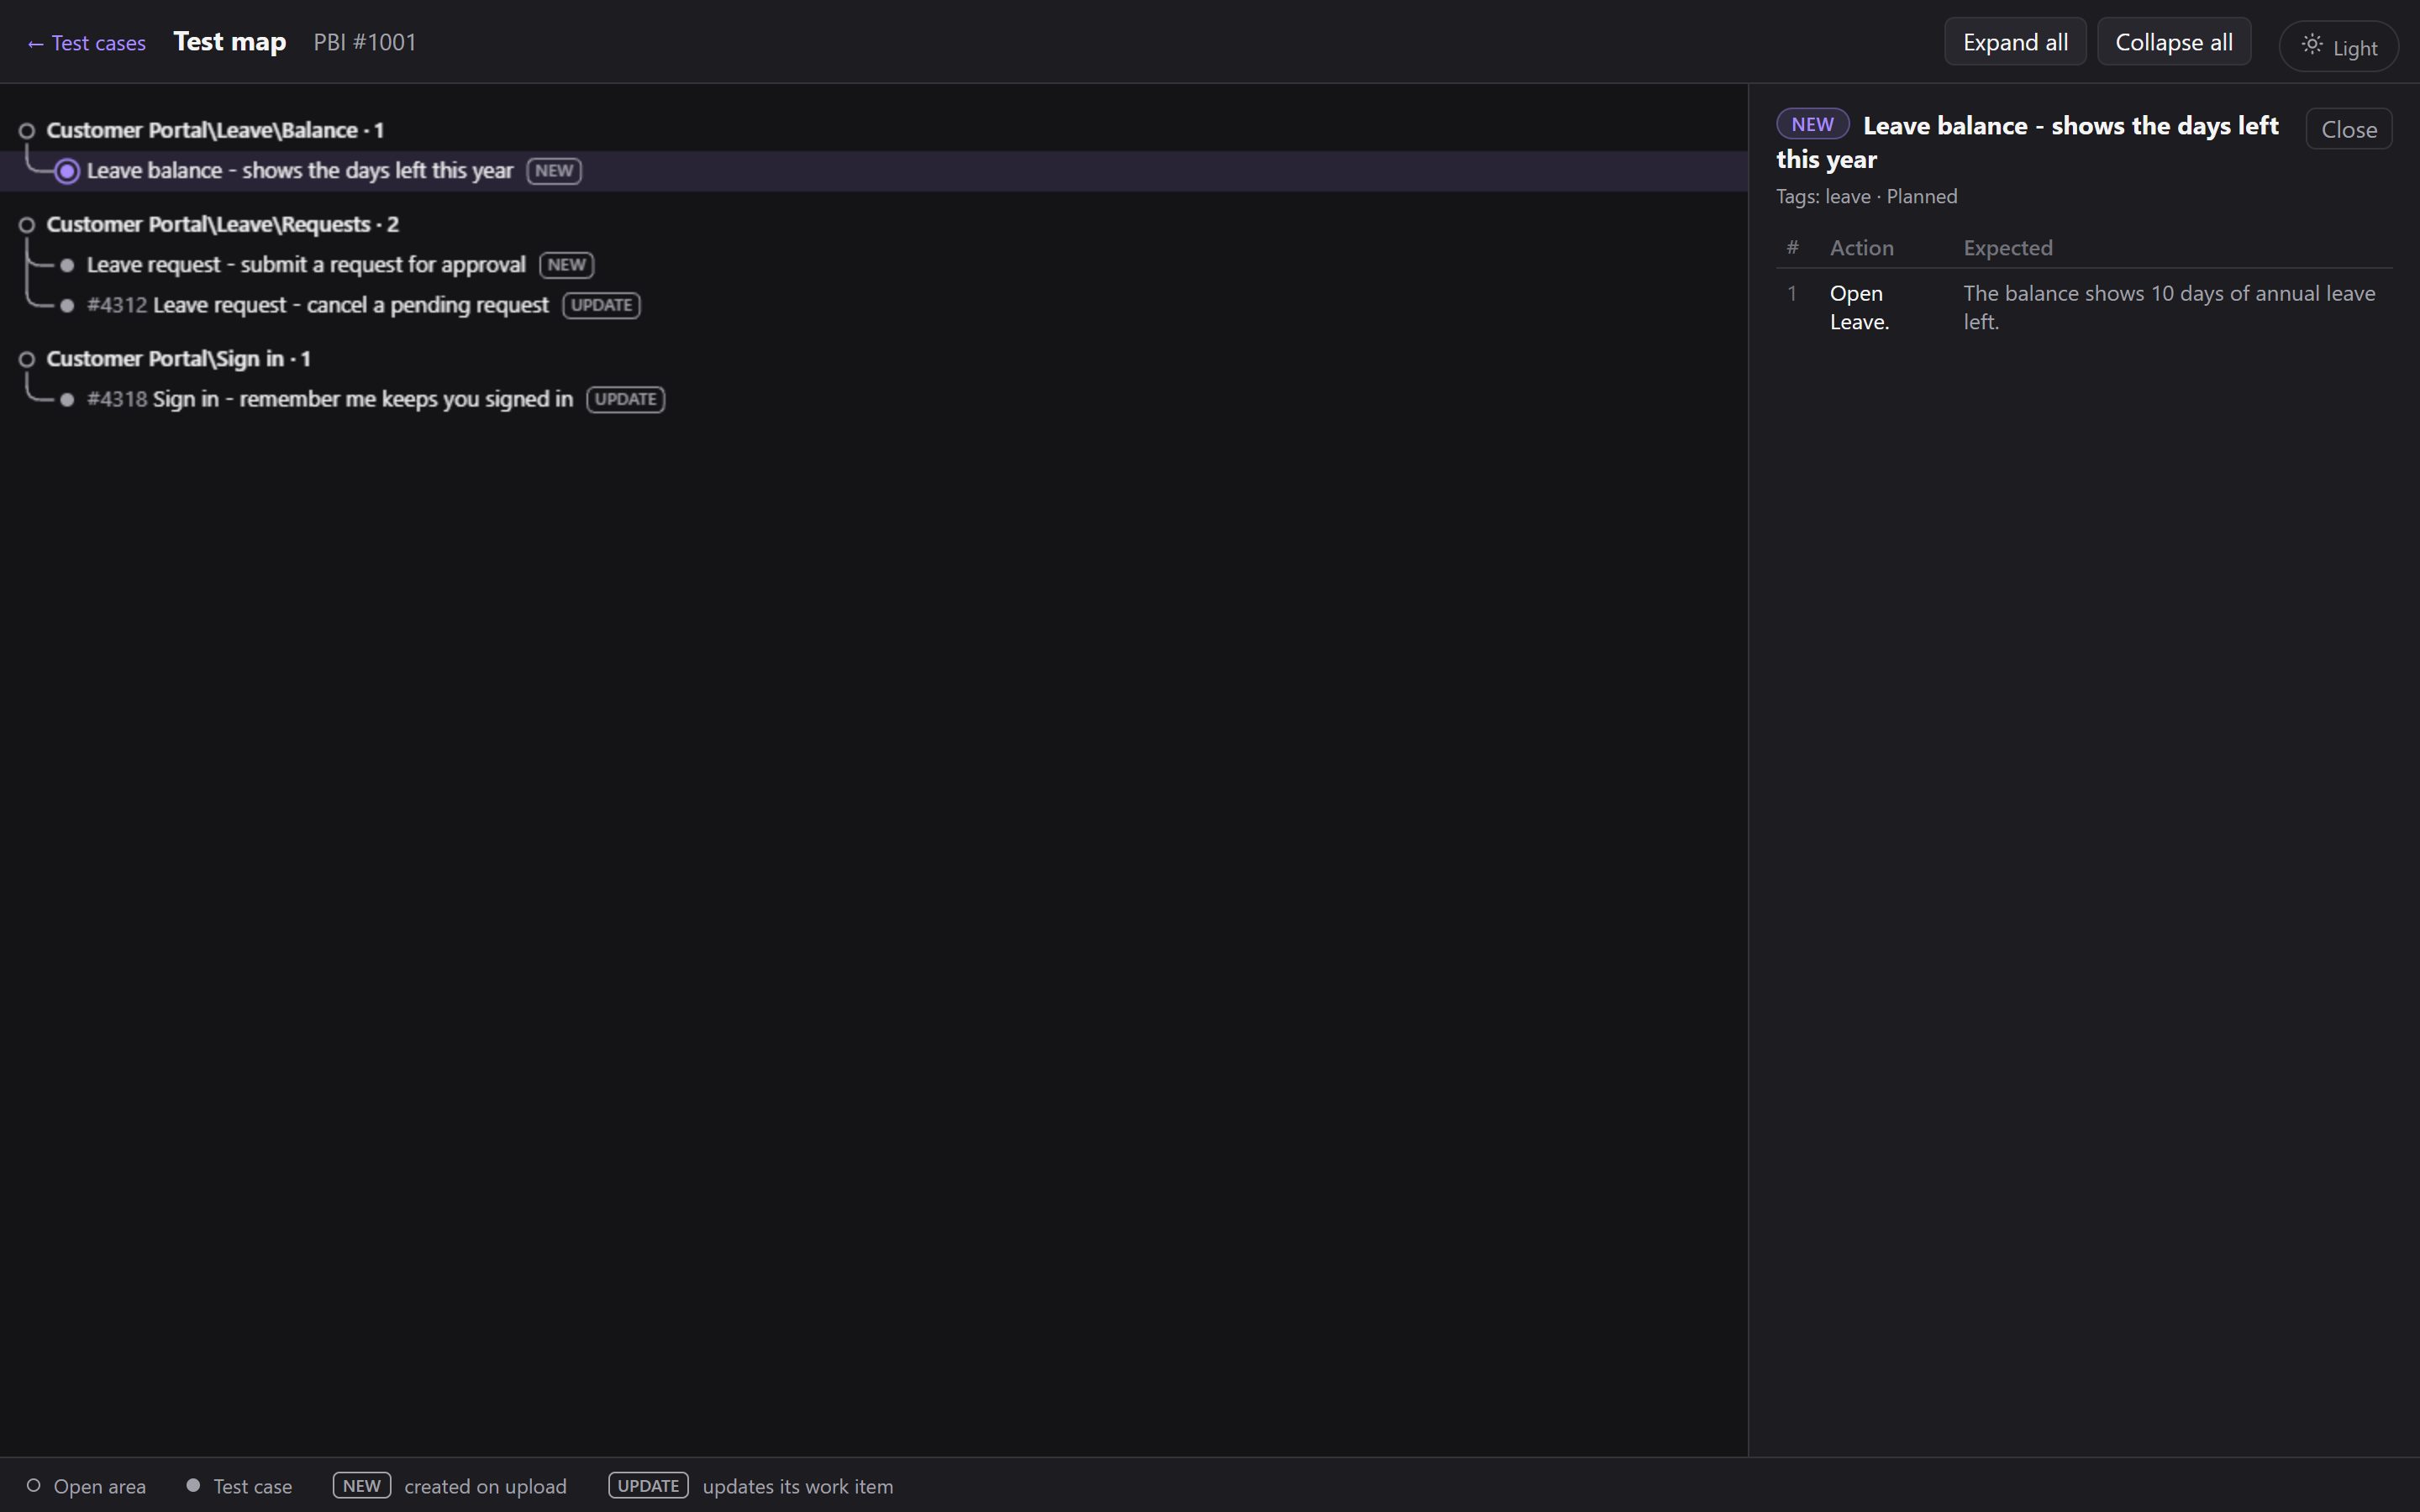 ← Test cases Test map PBI #1001 Expand all Collapse all Light
Customer Portal\Leave\Balance · 1
Leave balance - shows the days left this year NEW
Customer Portal\Leave\Requests · 2
Leave request - submit a request for approval NEW
#4312 Leave request - cancel a pending request UPDATE
Customer Portal\Sign in · 1
#4318 Sign in - remember me keeps you signed in UPDATE
NEW Leave balance - shows the days left Close
this year
Tags: leave · Planned
# Action Expected
1 Open The balance shows 10 days of annual leave
Leave. left.
Open area Test case NEW created on upload UPDATE updates its work item